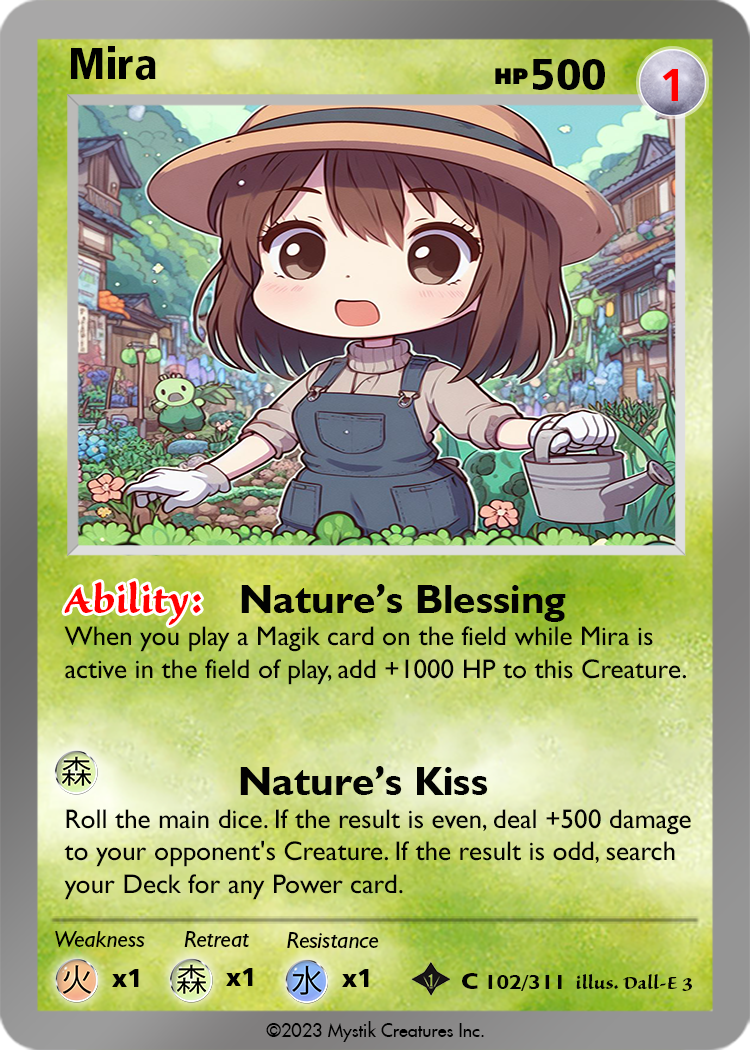 Mira HP500 1
Ability: Nature's Blessing
When you play a Magik card on the field while Mira is
active in the field of play, add +1000 HP to this Creature.
森 Nature's Kiss
Roll the main dice. If the result is even, deal +500 damage
to your opponent's Creature. If the result is odd, search
your Deck for any Power card.
Weakness Retreat Resistance
火 x1 森 x1 水 x1 1 C 102/311 illus. Dall-E 3
©2023 Mystik Creatures Inc.